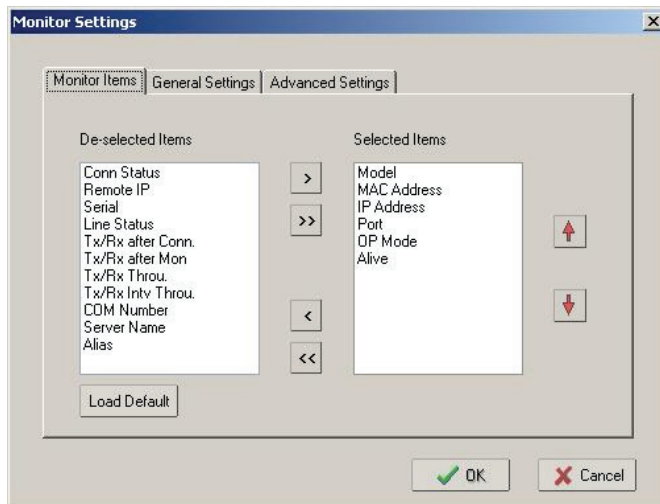 Monitor Settings
Monitor Items
General Settings
Advanced Settings
De-selected Items
Conn Status
Remote IP
Serial
Line Status
Tx/Rx after Conn.
Tx/Rx after Mon
Tx/Rx Throu.
Tx/Rx Intv Throu.
COM Number
Server Name
Alias
>
>>
<
<<
Selected Items
Model
MAC Address
IP Address
Port
OP Mode
Alive
Load Default
OK
Cancel